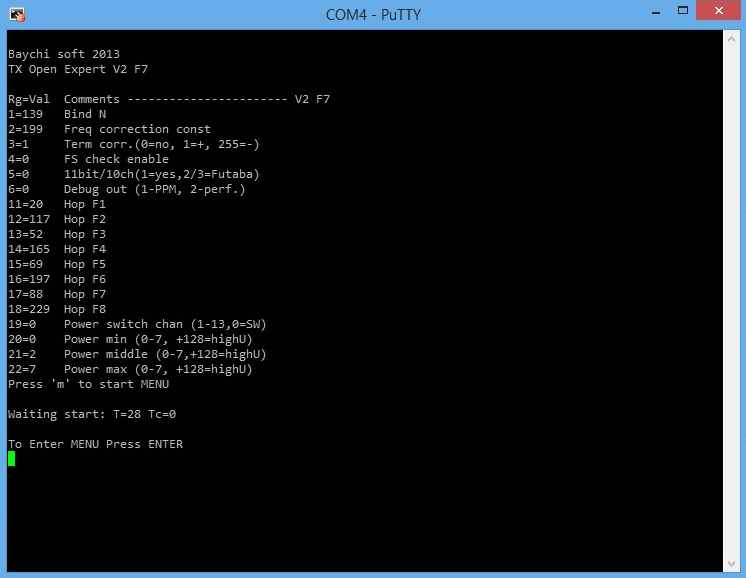 COM4 - PuTTY
Baychi soft 2013
TX Open Expert V2 F7
Rg=Val  Comments ----------------------- V2 F7
1=139   Bind N
2=199   Freq correction const
3=1     Term corr.(0=no, 1=+, 255=-)
4=0     FS check enable
5=0     11bit/10ch(1=yes,2/3=Futaba)
6=0     Debug out (1-PPM, 2-perf.)
11=20   Hop F1
12=117  Hop F2
13=52   Hop F3
14=165  Hop F4
15=69   Hop F5
16=197  Hop F6
17=88   Hop F7
18=229  Hop F8
19=0    Power switch chan (1-13,0=SW)
20=0    Power min (0-7, +128=highU)
21=2    Power middle (0-7,+128=highU)
22=7    Power max (0-7, +128=highU)
Press 'm' to start MENU
Waiting start: T=28 Tc=0
To Enter MENU Press ENTER